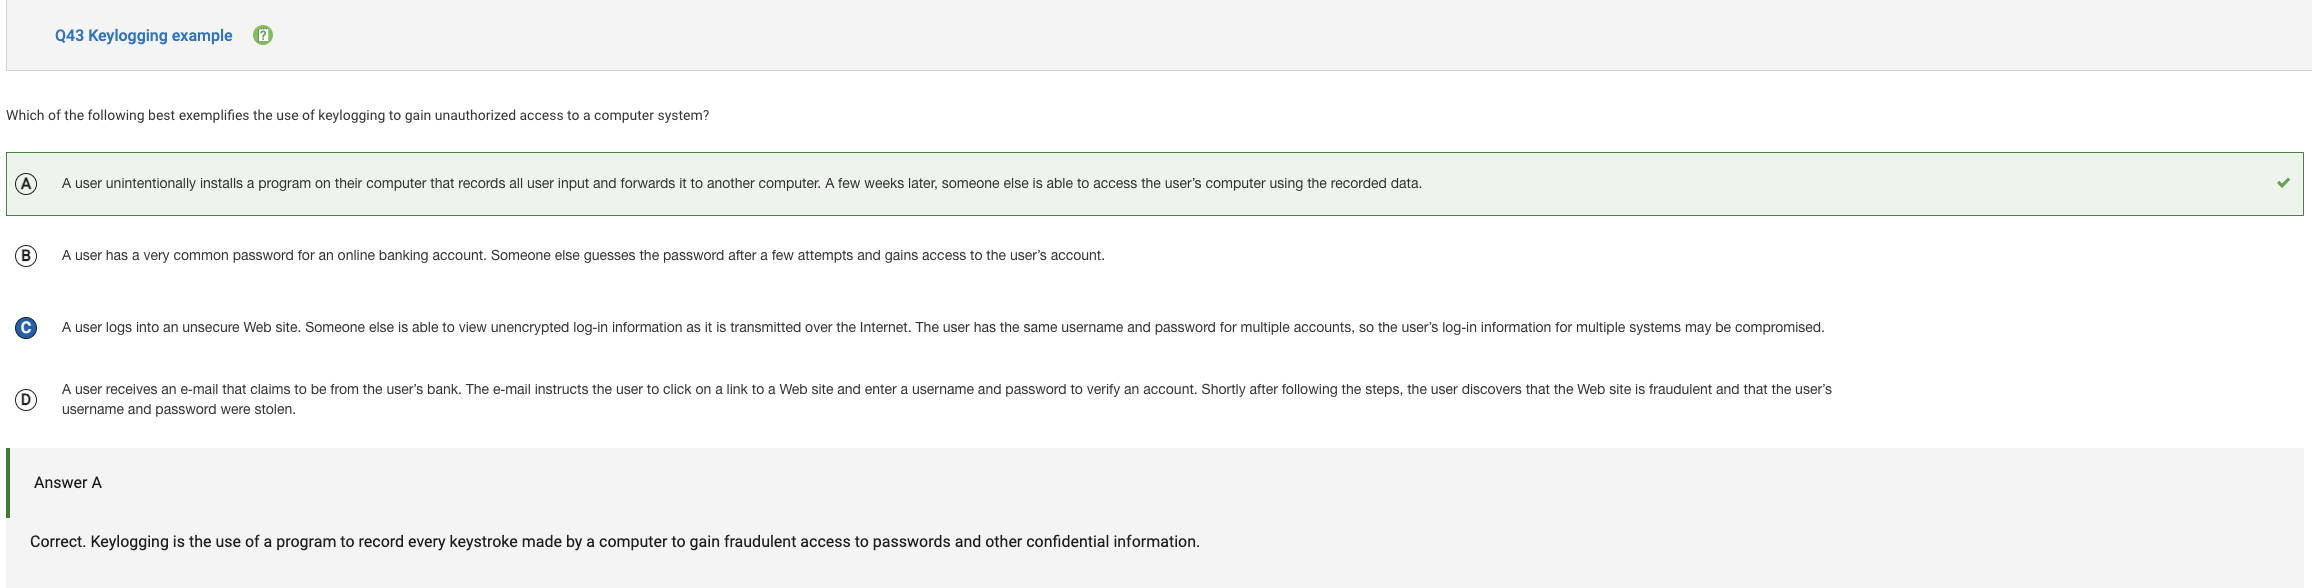 Q43 Keylogging example
Which of the following best exemplifies the use of keylogging to gain unauthorized access to a computer system?
A A user unintentionally installs a program on their computer that records all user input and forwards it to another computer. A few weeks later, someone else is able to access the user's computer using the recorded data.
B A user has a very common password for an online banking account. Someone else guesses the password after a few attempts and gains access to the user's account.
C A user logs into an unsecure Web site. Someone else is able to view unencrypted log-in information as it is transmitted over the Internet. The user has the same username and password for multiple accounts, so the user's log-in information for multiple systems may be compromised.
D A user receives an e-mail that claims to be from the user's bank. The e-mail instructs the user to click on a link to a Web site and enter a username and password to verify an account. Shortly after following the steps, the user discovers that the Web site is fraudulent and that the user's
username and password were stolen.
Answer A
Correct. Keylogging is the use of a program to record every keystroke made by a computer to gain fraudulent access to passwords and other confidential information.